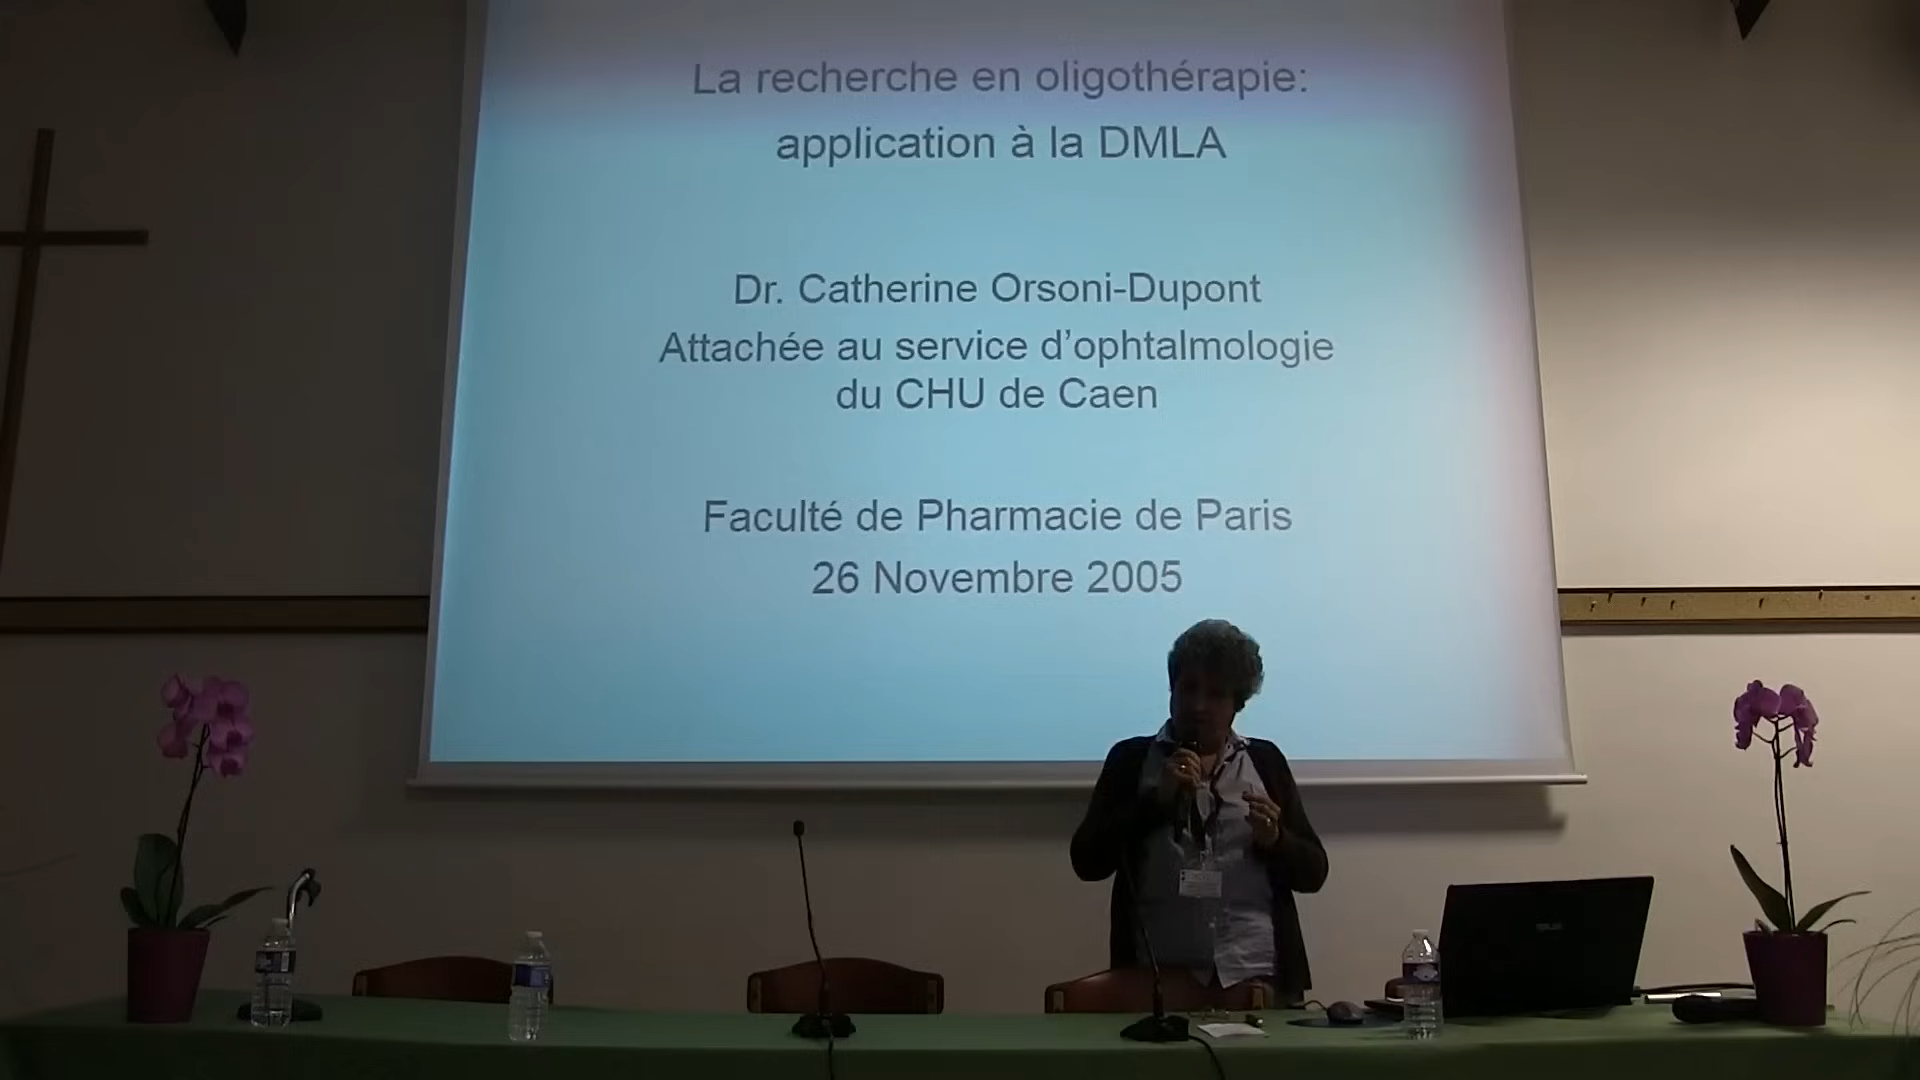 La recherche en oligothérapie:
application à la DMLA
Dr. Catherine Orsoni-Dupont
Attachée au service d’ophtalmologie
du CHU de Caen
Faculté de Pharmacie de Paris
26 Novembre 2005